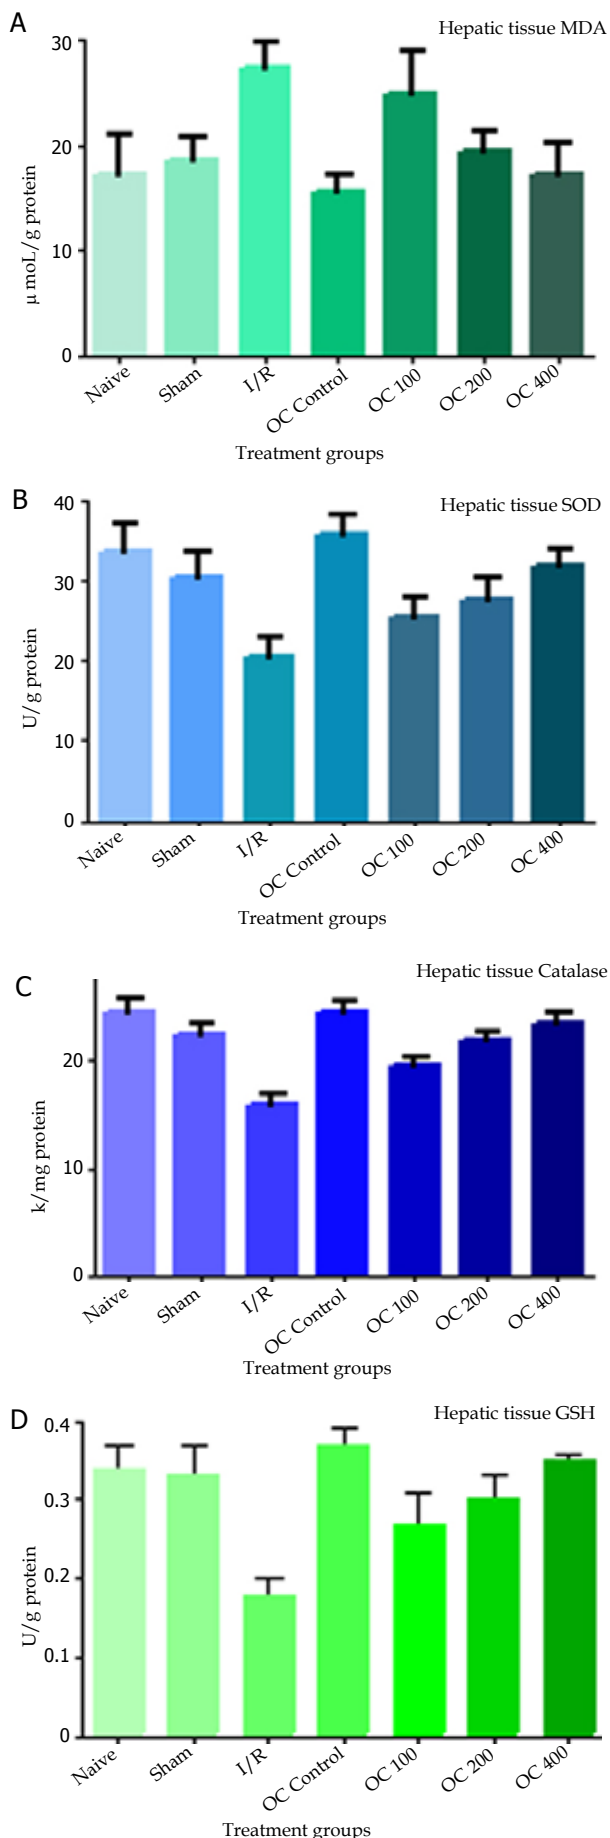 A
Hepatic tissue MDA
30
20
10
0
µ moL/g protein
Naive
Sham
I/R
OC Control
OC 100
OC 200
OC 400
Treatment groups
B
Hepatic tissue SOD
40
30
20
10
0
U/g protein
Naive
Sham
I/R
OC Control
OC 100
OC 200
OC 400
Treatment groups
C
Hepatic tissue Catalase
20
10
0
k/mg protein
Naive
Sham
I/R
OC Control
OC 100
OC 200
OC 400
Treatment groups
D
Hepatic tissue GSH
0.4
0.3
0.2
0.1
0
U/g protein
Naive
Sham
I/R
OC Control
OC 100
OC 200
OC 400
Treatment groups